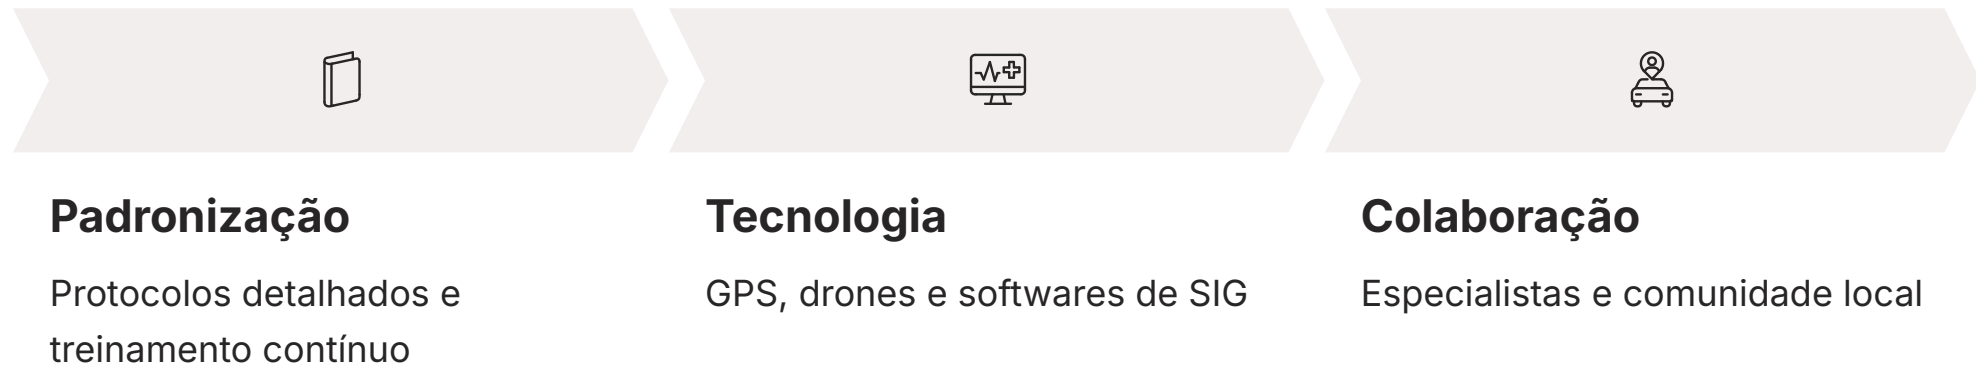 Padronização
Protocolos detalhados e
treinamento contínuo
Tecnologia
GPS, drones e softwares de SIG
Colaboração
Especialistas e comunidade local